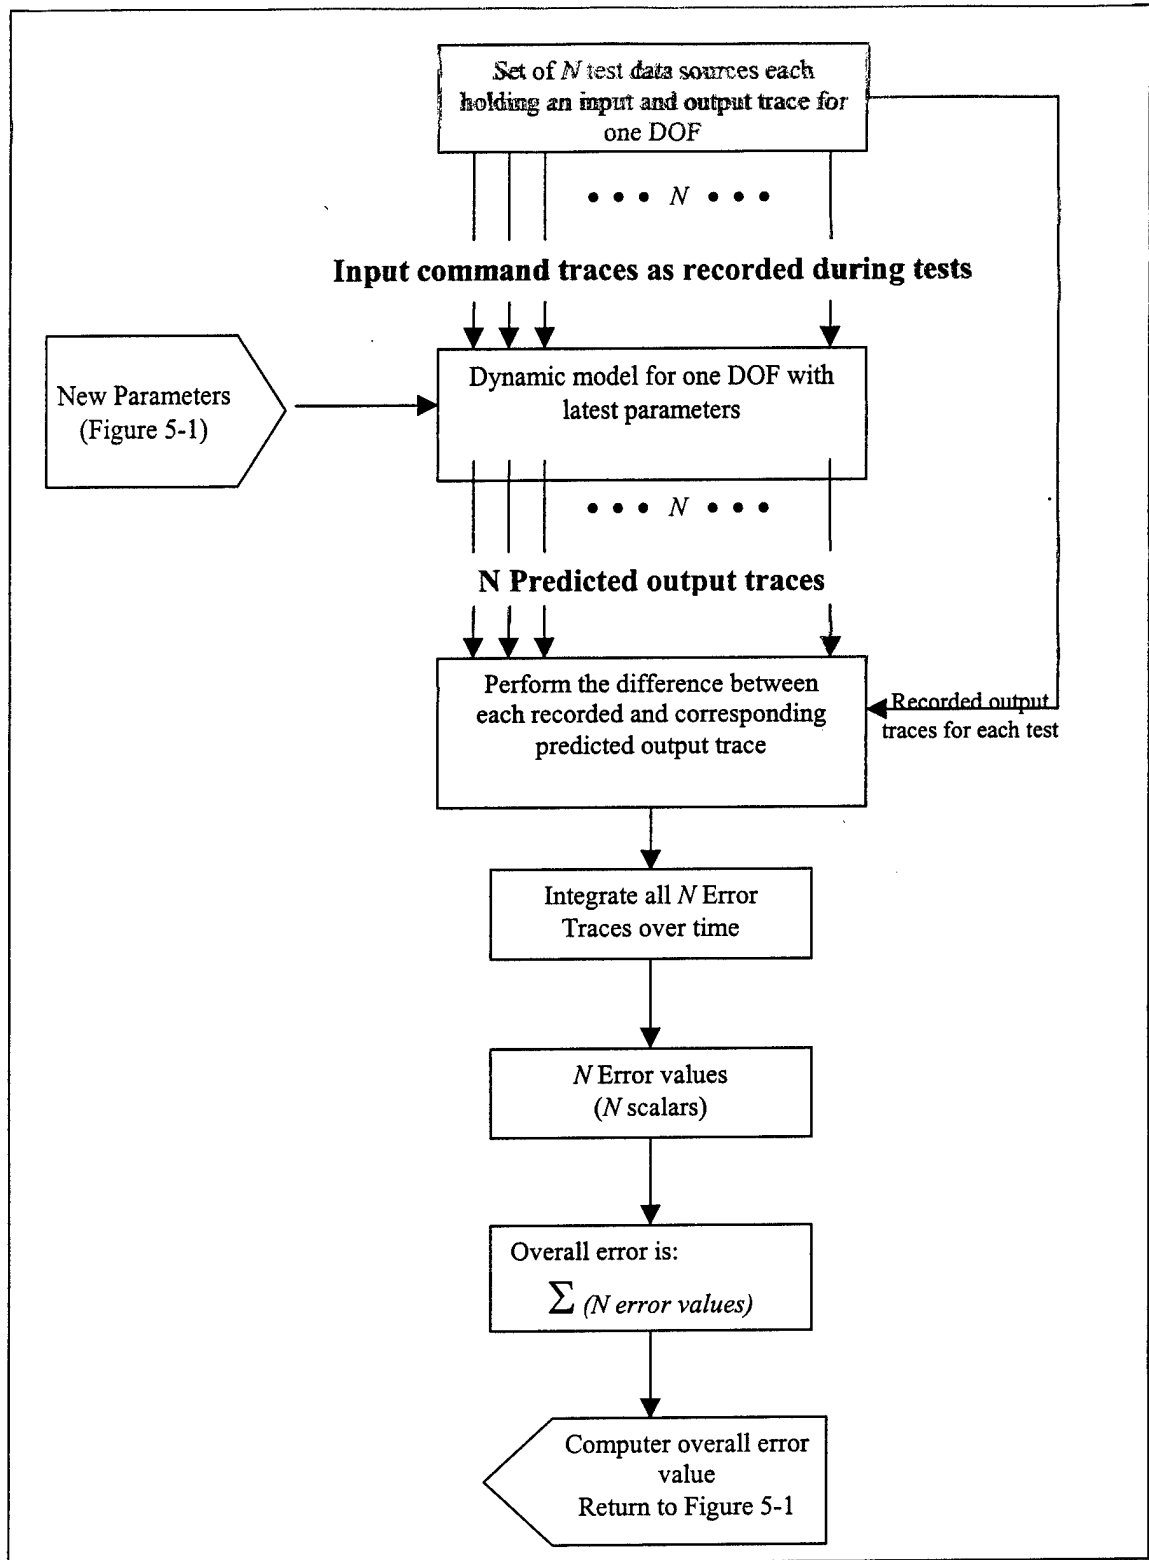 Set of N test data sources each
holding an input and output trace for
one DOF
• • • N • • •
Input command traces as recorded during tests
New Parameters
(Figure 5-1)
Dynamic model for one DOF with
latest parameters
• • • N • • •
N Predicted output traces
Perform the difference between
each recorded and corresponding
predicted output trace
Recorded output
traces for each test
Integrate all N Error
Traces over time
N Error values
(N scalars)
Overall error is:
∑ (N error values)
Computer overall error
value
Return to Figure 5-1